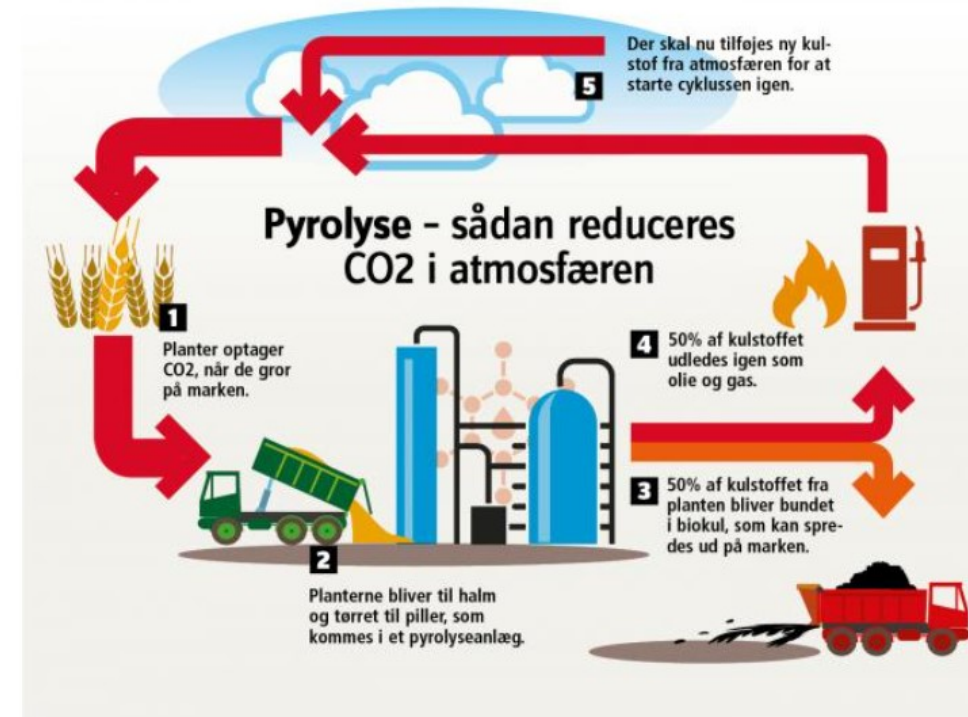 Pyrolyse – sådan reduceres
CO2 i atmosfæren
1
Planter optager
CO2, når de gror
på marken.
2
Planterne bliver til halm
og tørret til piller, som
kommes i et pyrolyseanlæg.
3
50% af kulstoffet fra
planten bliver bundet
i biokul, som kan spre-
des ud på marken.
4
50% af kulstoffet
udledes igen som
olie og gas.
5
Der skal nu tilføjes ny kul-
stof fra atmosfæren for at
starte cyklussen igen.